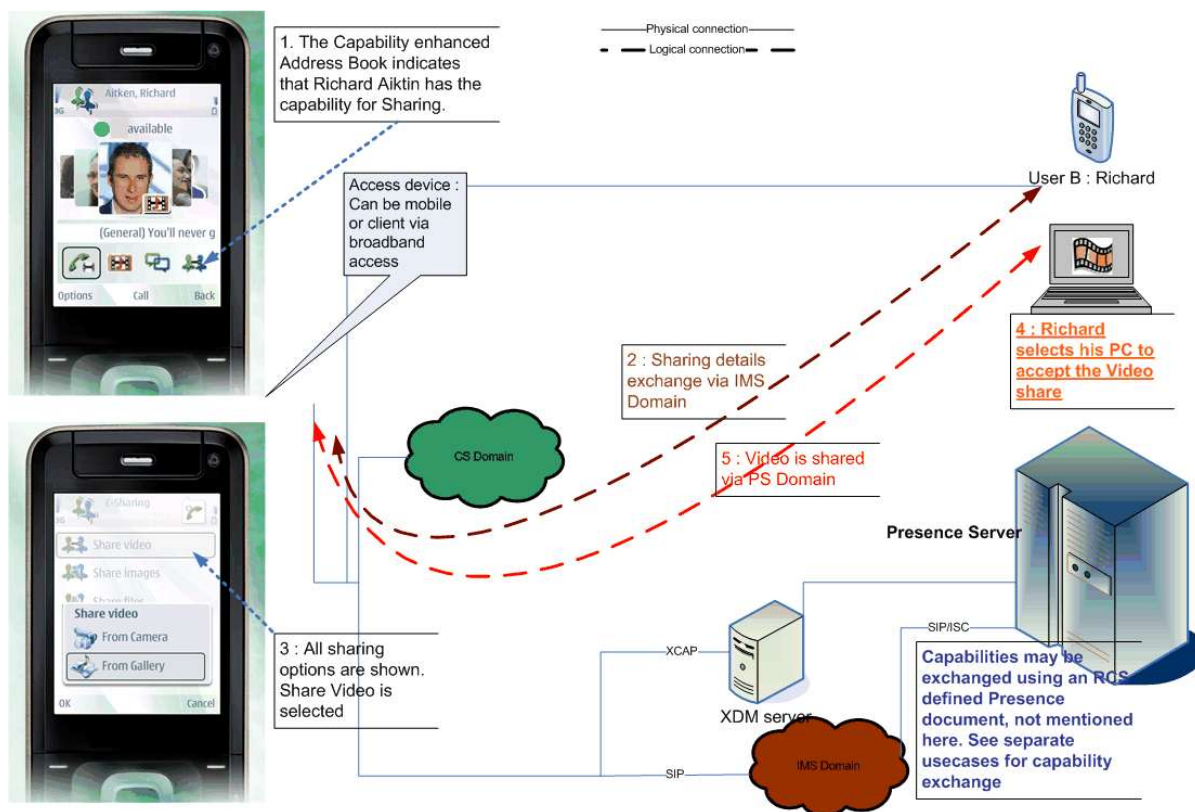 1. The Capability enhanced
Address Book indicates
that Richard Aiktin has the
capability for Sharing.
Physical connection
Logical connection
3G
Aitken, Richard
available
(General) You'll never g
Options
Call
Back
Access device :
Can be mobile
or client via
broadband
access
User B : Richard
4 : Richard
selects his PC to
accept the Video
share
2 : Sharing details
exchange via IMS
Domain
CS Domain
5 : Video is shared
via PS Domain
3G
Share video
Share images
Share files
Share video
From Camera
From Gallery
OK
Cancel
3 : All sharing
options are shown.
Share Video is
selected
Presence Server
XCAP
XDM server
SIP
IMS Domain
SIP/ISC
Capabilities may be
exchanged using an RCS
defined Presence
document, not mentioned
here. See separate
usecases for capability
exchange